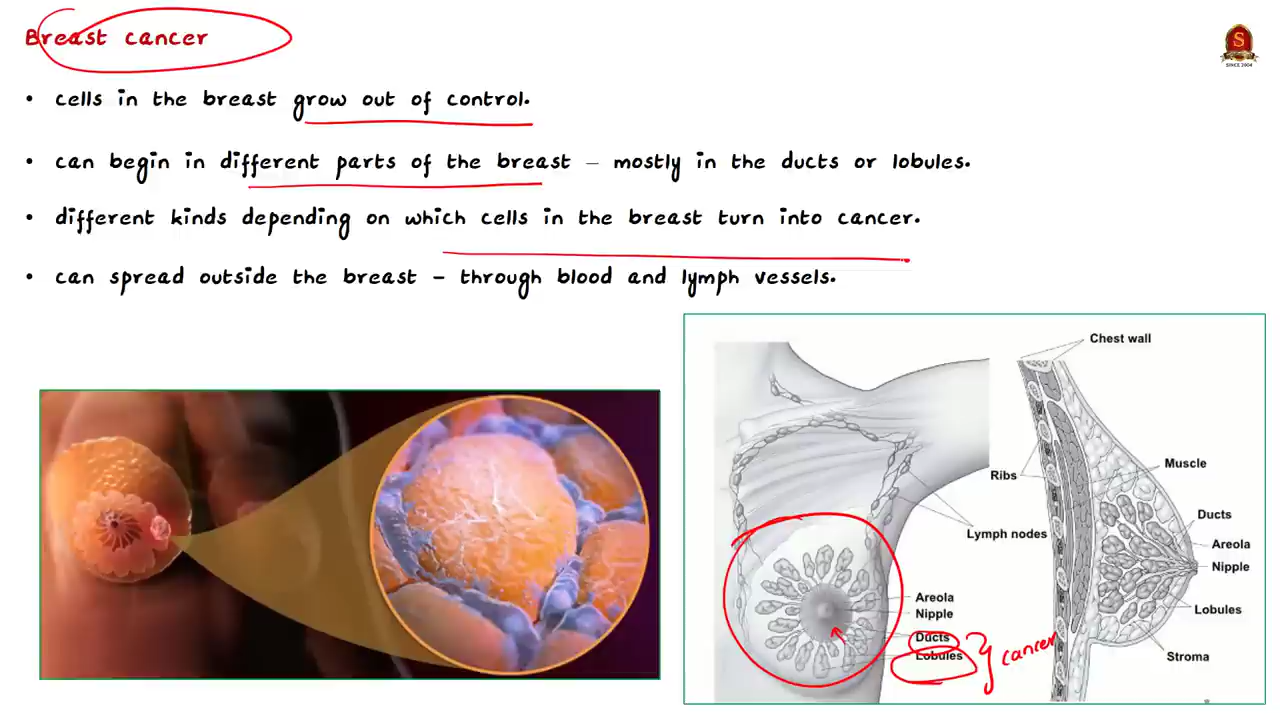 Breast cancer
S
SINCE 2004
• cells in the breast grow out of control.
• can begin in different parts of the breast – mostly in the ducts or lobules.
• different kinds depending on which cells in the breast turn into cancer.
• can spread outside the breast – through blood and lymph vessels.
Chest wall
Ribs
Muscle
Lymph nodes
Ducts
Areola
Nipple
Lobules
Stroma
Areola
Nipple
Ducts
Lobules
cancer